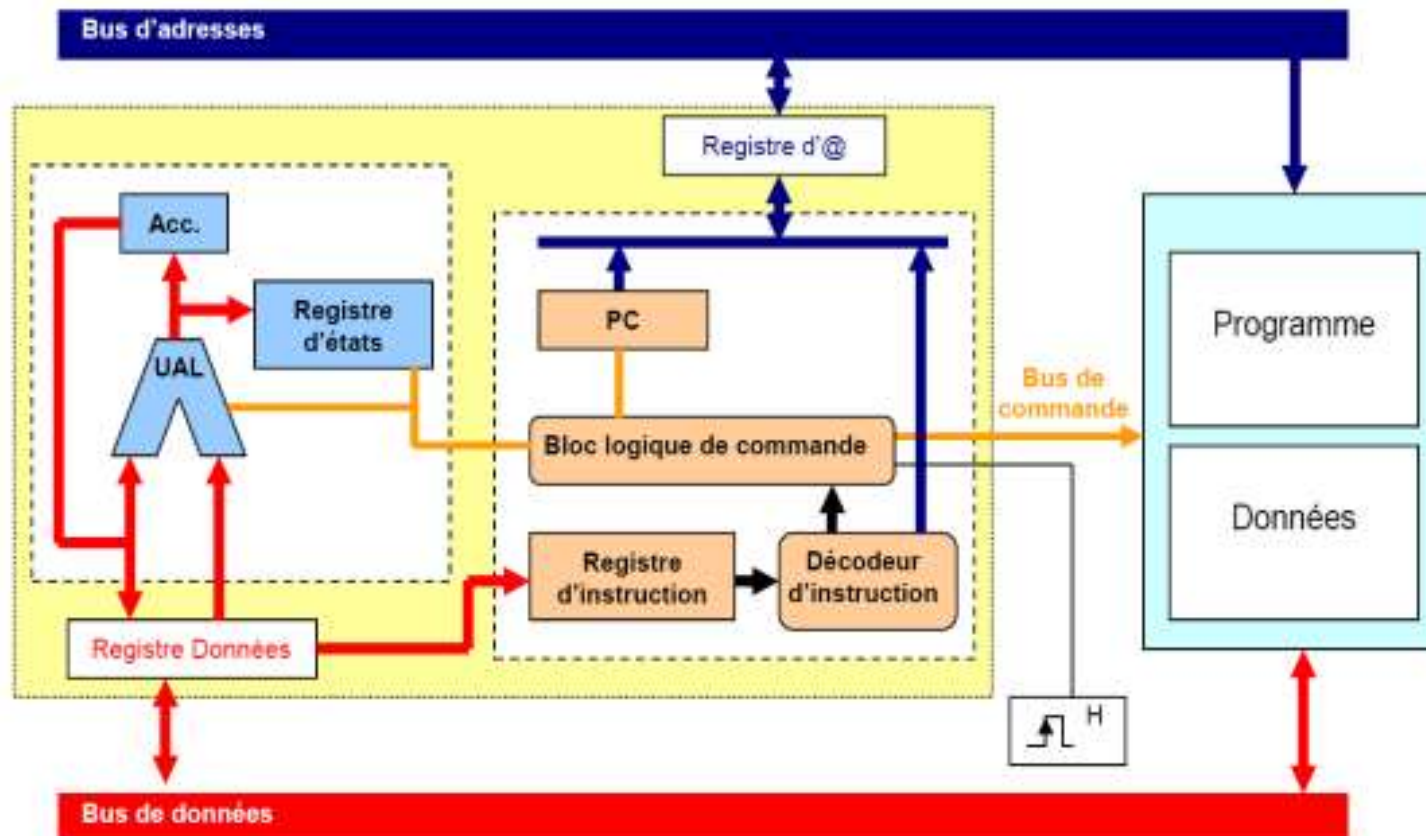 Bus d'adresses
Registre d'@
Acc.
Registre
d'états
UAL
PC
Bus de
commande
Programme
Bloc logique de commande
Données
Registre
d'instruction
Décodeur
d'instruction
Registre Données
H
Bus de données